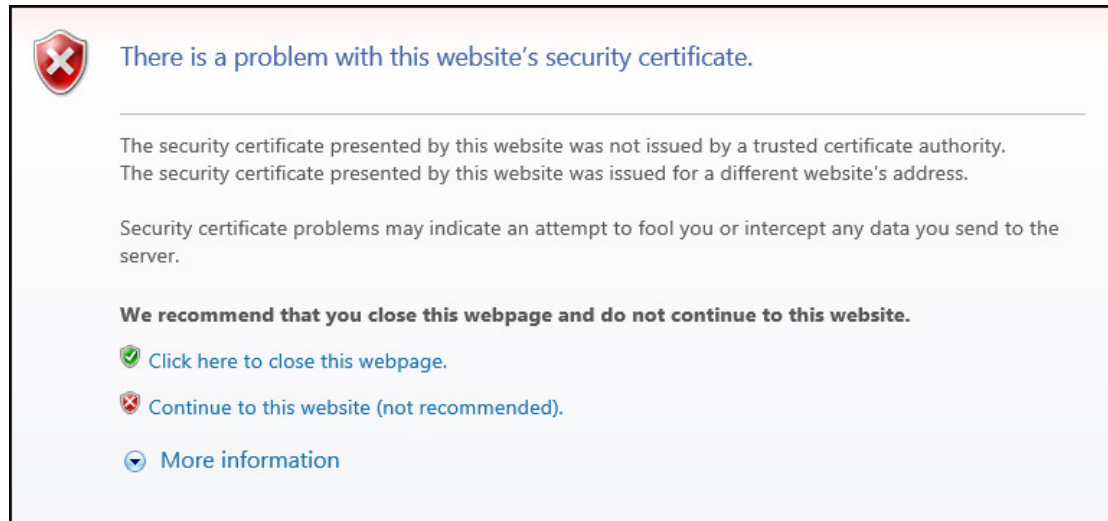 There is a problem with this website's security certificate.
The security certificate presented by this website was not issued by a trusted certificate authority.
The security certificate presented by this website was issued for a different website's address.
Security certificate problems may indicate an attempt to fool you or intercept any data you send to the
server.
We recommend that you close this webpage and do not continue to this website.
Click here to close this webpage.
Continue to this website (not recommended).
More information